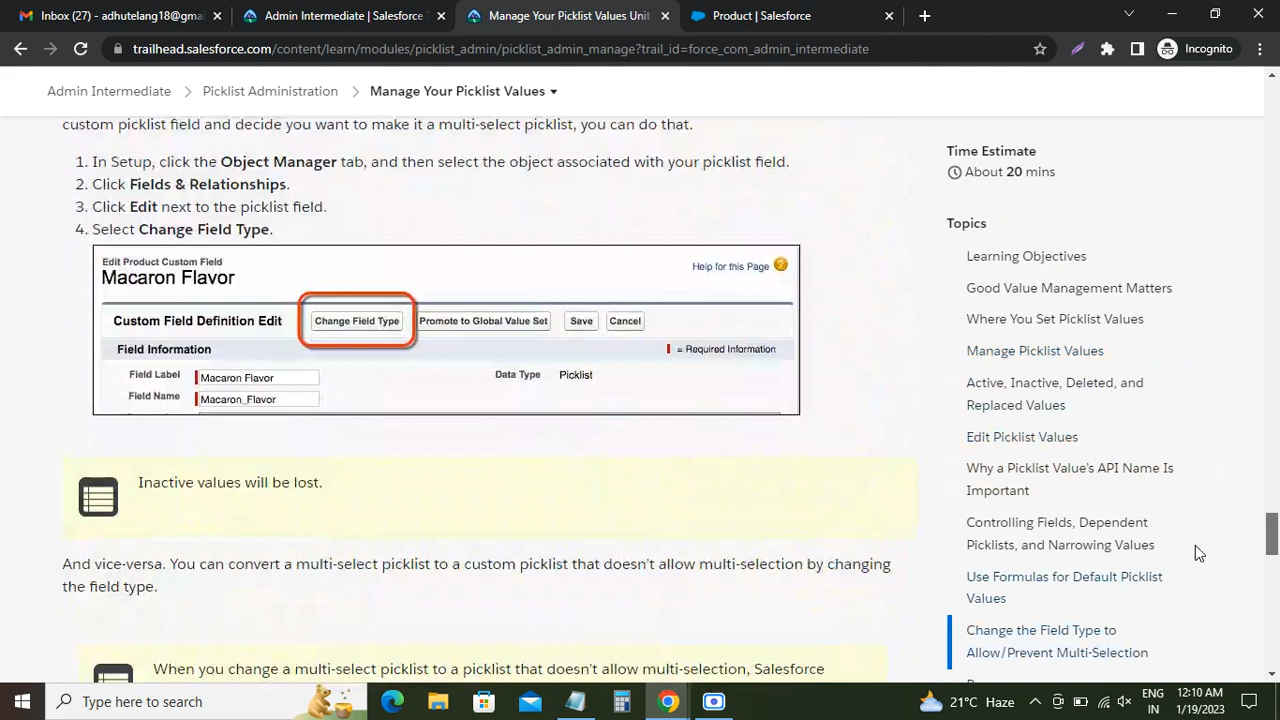 Inbox (27) - adhutelang18@gma
Admin Intermediate | Salesforce T
Manage Your Picklist Values Unit
Product | Salesforce
trailhead.salesforce.com/content/learn/modules/picklist_admin/picklist_admin_manage?trail_id=force_com_admin_intermediate
Incognito
Admin Intermediate
Picklist Administration
Manage Your Picklist Values
custom picklist field and decide you want to make it a multi-select picklist, you can do that.
1. In Setup, click the Object Manager tab, and then select the object associated with your picklist field.
2. Click Fields & Relationships.
3. Click Edit next to the picklist field.
4. Select Change Field Type.
Edit Product Custom Field
Macaron Flavor
Help for this Page ?
Custom Field Definition Edit
Change Field Type
Promote to Global Value Set
Save
Cancel
Field Information
= Required Information
Field Label
Macaron Flavor
Data Type
Picklist
Field Name
Macaron_Flavor
Inactive values will be lost.
And vice-versa. You can convert a multi-select picklist to a custom picklist that doesn't allow multi-selection by changing
the field type.
When you change a multi-select picklist to a picklist that doesn't allow multi-selection, Salesforce
Time Estimate
About 20 mins
Topics
Learning Objectives
Good Value Management Matters
Where You Set Picklist Values
Manage Picklist Values
Active, Inactive, Deleted, and
Replaced Values
Edit Picklist Values
Why a Picklist Value's API Name Is
Important
Controlling Fields, Dependent
Picklists, and Narrowing Values
Use Formulas for Default Picklist
Values
Change the Field Type to
Allow/Prevent Multi-Selection
Type here to search
21°C Haze
ENG
IN
12:10 AM
1/19/2023